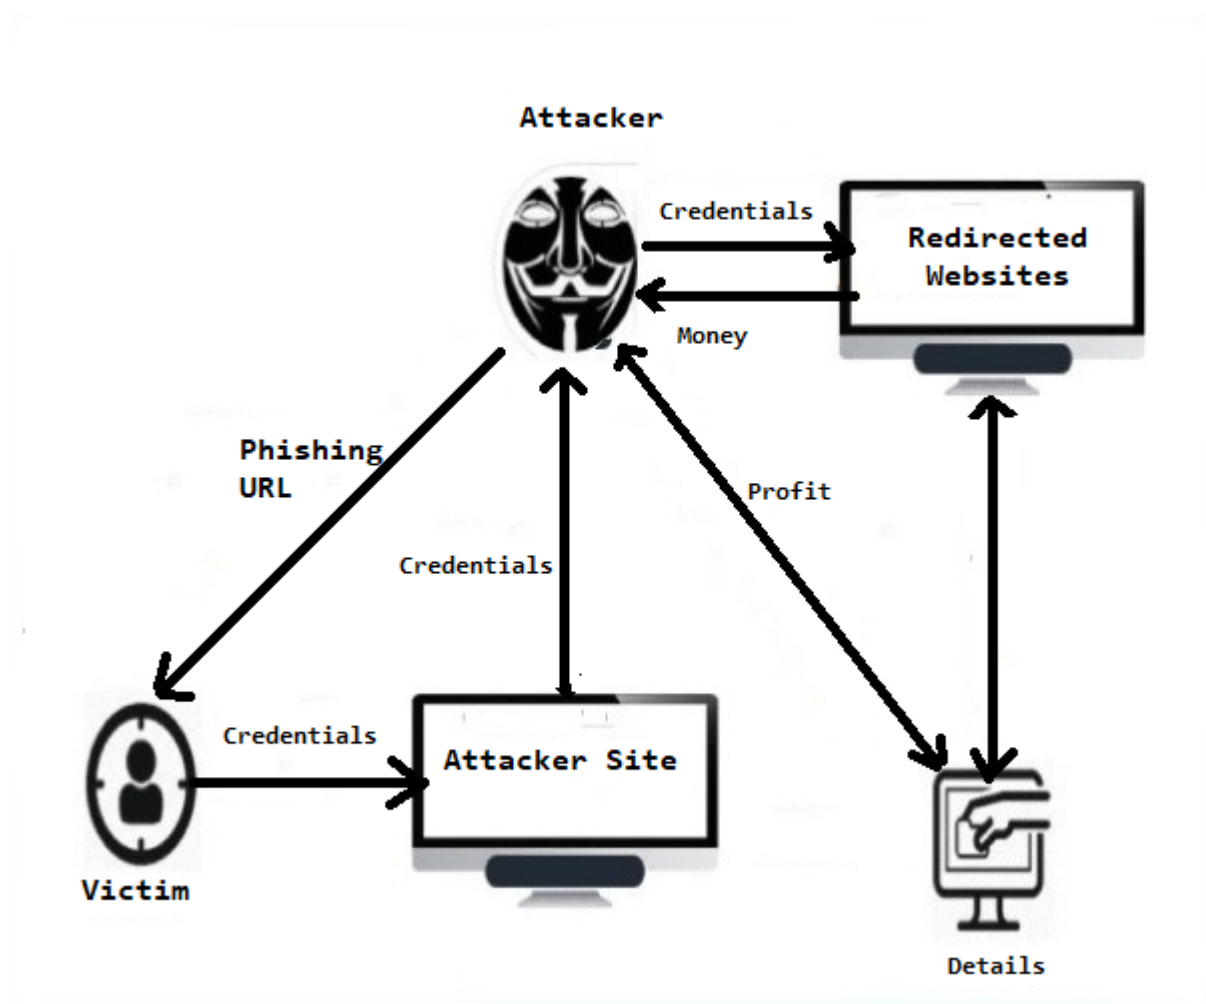 Attacker
Credentials
Redirected
Websites
Money
Phishing
URL
Profit
Credentials
Credentials
Attacker Site
Victim
Details